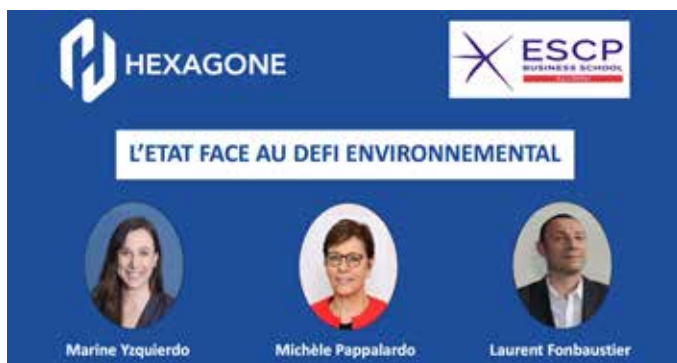 HEXAGONE
ESCP
BUSINESS SCHOOL
L'ETAT FACE AU DEFI ENVIRONNEMENTAL
Marine Yzquierdo
Michèle Pappalardo
Laurent Fonbaustier